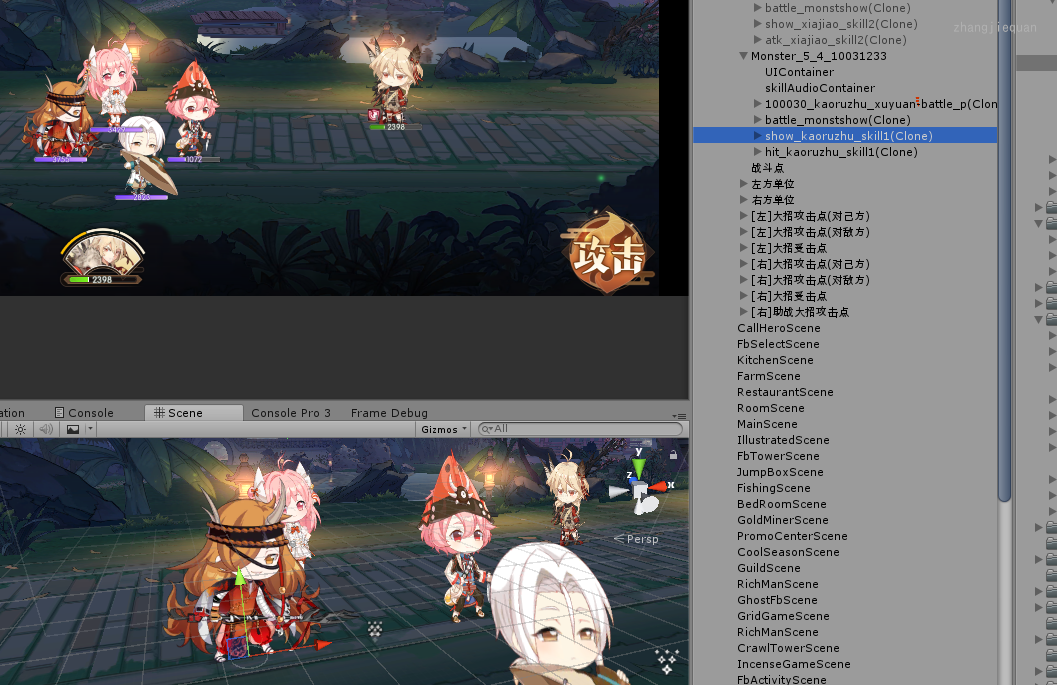 3429
3755
1072
2823
2398
2398
攻击
battle_monstshow(Clone)
show_xiajiao_skill2(Clone)
atk_xiajiao_skill2(Clone)
zhangjiequan
Monster_5_4_10031233
UIContainer
skillAudioContainer
100030_kaoruzhu_xuyuan-battle_p(Clon
battle_monstshow(Clone)
show_kaoruzhu_skill1(Clone)
hit_kaoruzhu_skill1(Clone)
战斗点
左方单位
右方单位
[左]大招攻击点(对己方)
[左]大招攻击点(对敌方)
[左]大招受击点
[右]大招攻击点(对己方)
[右]大招攻击点(对敌方)
[右]大招受击点
[右]助战大招攻击点
CallHeroScene
FbSelectScene
KitchenScene
FarmScene
RestaurantScene
RoomScene
MainScene
IllustratedScene
FbTowerScene
JumpBoxScene
FishingScene
BedRoomScene
GoldMinerScene
PromoCenterScene
CoolSeasonScene
GuildScene
RichManScene
GhostFbScene
GridGameScene
RichManScene
CrawlTowerScene
IncenseGameScene
FbActivityScene
ation
Console
Scene
Console Pro 3
Frame Debug
Gizmos
All
y
z
x
Persp